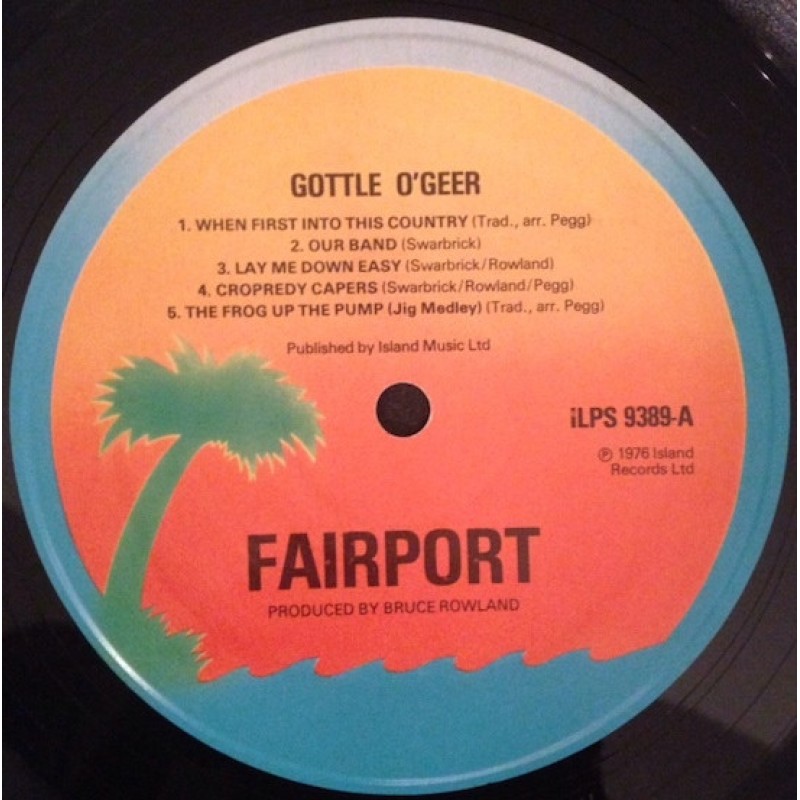 GOTTLE O'GEER
1. WHEN FIRST INTO THIS COUNTRY (Trad., arr. Pegg)
2. OUR BAND (Swarbrick)
3. LAY ME DOWN EASY (Swarbrick/Rowland)
4. CROPREDY CAPERS (Swarbrick/Rowland/Pegg)
5. THE FROG UP THE PUMP (Jig Medley) (Trad., arr. Pegg)
Published by Island Music Ltd
iLPS 9389-A
℗ 1976 Island
Records Ltd
FAIRPORT
PRODUCED BY BRUCE ROWLAND